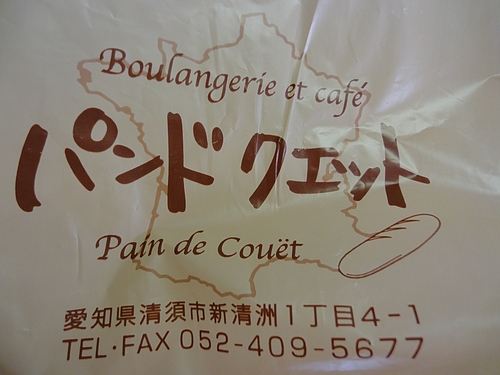 Boulangerie et café
パンドクエット
Pain de Couët
愛知県清須市新清洲1丁目4-1
TEL·FAX 052-409-5677